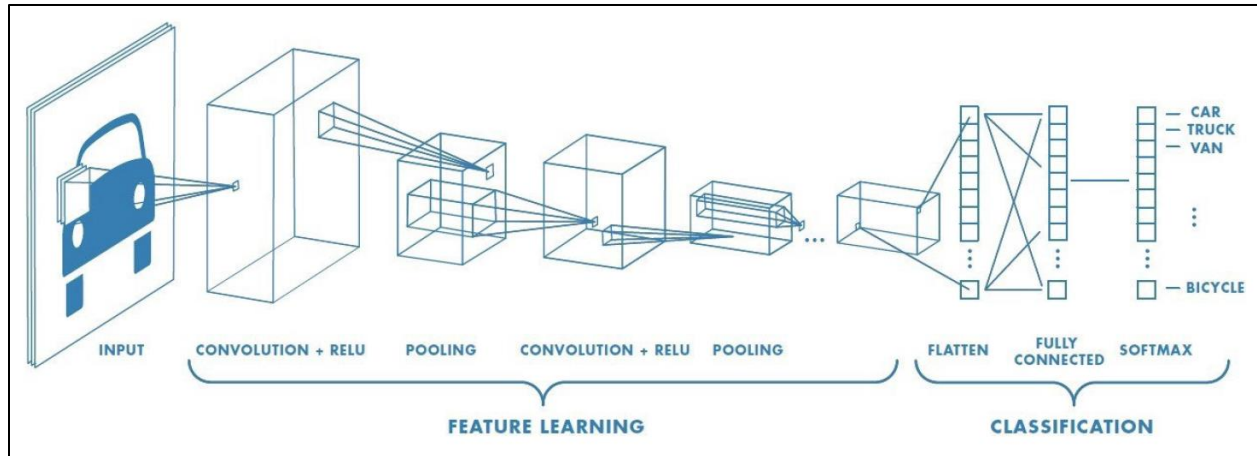 CAR
TRUCK
VAN
BICYCLE
INPUT
CONVOLUTION + RELU
POOLING
CONVOLUTION + RELU
POOLING
FLATTEN
FULLY
CONNECTED
SOFTMAX
FEATURE LEARNING
CLASSIFICATION